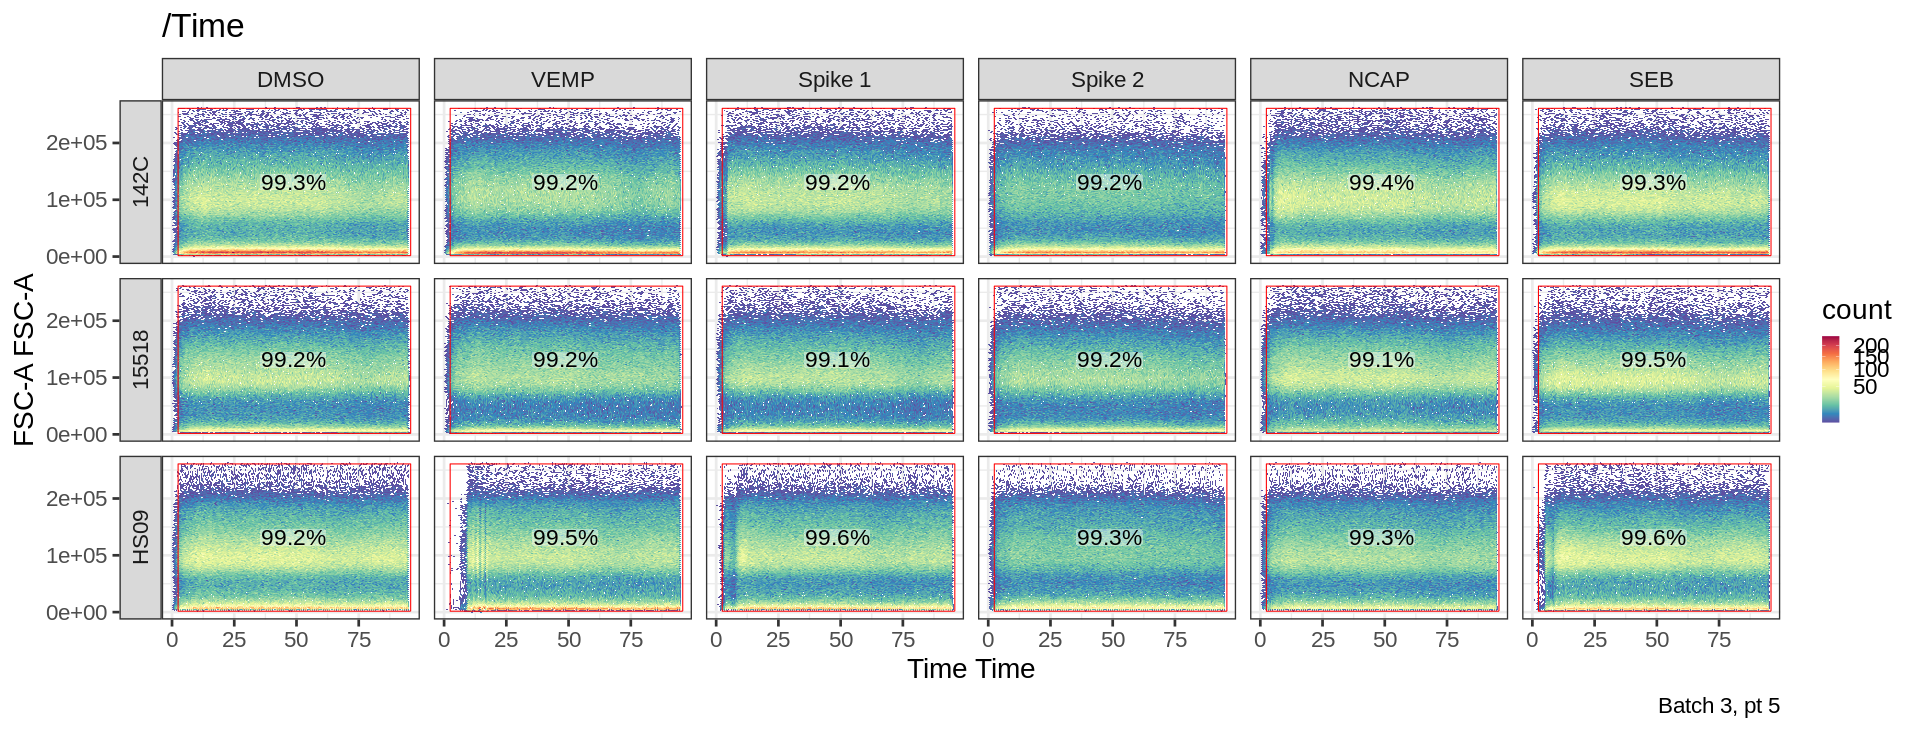 /Time
DMSO VEMP Spike 1 Spike 2 NCAP SEB
2e+05 1e+05 0e+00 142C 99.3% 99.2% 99.2% 99.2% 99.4% 99.3%
2e+05 1e+05 0e+00 15518 99.2% 99.2% 99.1% 99.2% 99.1% 99.5%
2e+05 1e+05 0e+00 HS09 99.2% 99.5% 99.6% 99.3% 99.3% 99.6%
0 25 50 75 0 25 50 75 0 25 50 75 0 25 50 75 0 25 50 75 0 25 50 75
FSC-A FSC-A
Time Time
count
200
150
100
50
Batch 3, pt 5